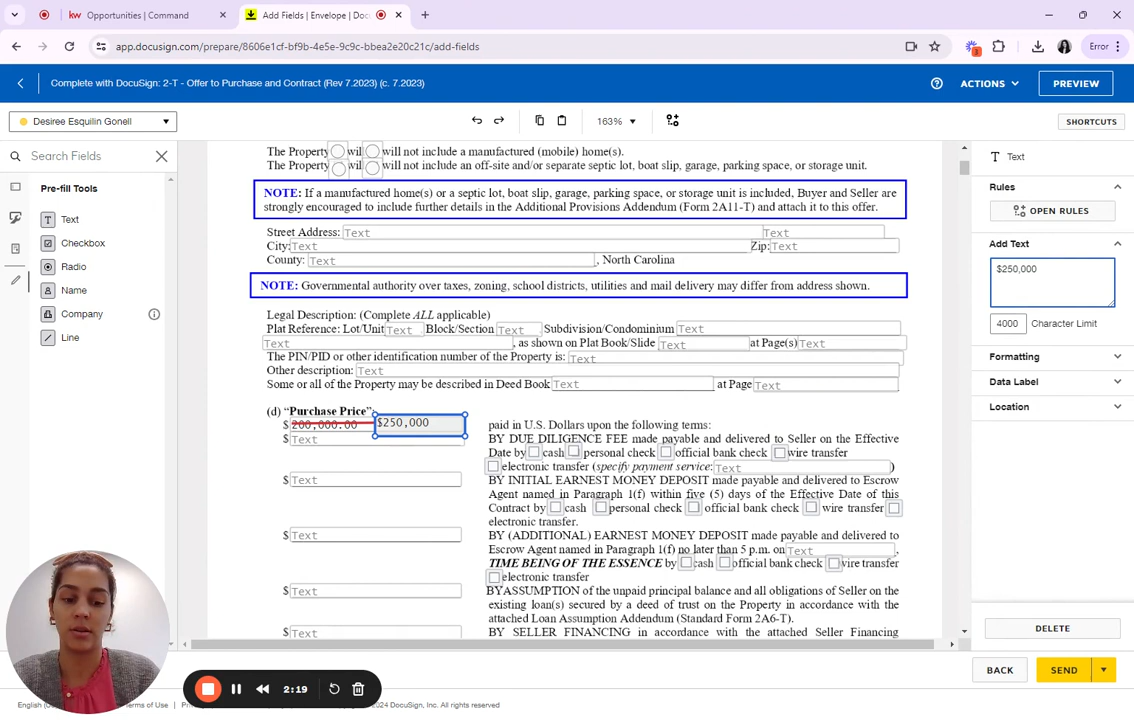 kw Opportunities | Command
Add Fields | Envelope | Doc
app.docusign.com/prepare/8606e1cf-bf9b-4e5e-9c9c-bbea2e20c21c/add-fields
3
Error
Complete with DocuSign: 2-T - Offer to Purchase and Contract (Rev 7.2023) (c. 7.2023)
ACTIONS
PREVIEW
Desiree Esquilin Gonell
163%
SHORTCUTS
Search Fields
Pre-fill Tools
Text
Checkbox
Radio
Name
Company
Line
The Property will will not include a manufactured (mobile) home(s).
The Property will will not include an off-site and/or separate septic lot, boat slip, garage, parking space, or storage unit.
NOTE: If a manufactured home(s) or a septic lot, boat slip, garage, parking space, or storage unit is included, Buyer and Seller are
strongly encouraged to include further details in the Additional Provisions Addendum (Form 2A11-T) and attach it to this offer.
Street Address: Text Text
City: Text Zip: Text
County: Text , North Carolina
NOTE: Governmental authority over taxes, zoning, school districts, utilities and mail delivery may differ from address shown.
Legal Description: (Complete ALL applicable)
Plat Reference: Lot/Unit Text Block/Section Text Subdivision/Condominium Text
Text , as shown on Plat Book/Slide Text at Page(s) Text
The PIN/PID or other identification number of the Property is: Text
Other description: Text
Some or all of the Property may be described in Deed Book Text at Page Text
(d) “Purchase Price”
$ 200,000.00 $250,000 paid in U.S. Dollars upon the following terms:
$ Text BY DUE DILIGENCE FEE made payable and delivered to Seller on the Effective
Date by cash personal check official bank check wire transfer
electronic transfer (specify payment service: Text )
$ Text BY INITIAL EARNEST MONEY DEPOSIT made payable and delivered to Escrow
Agent named in Paragraph 1(f) within five (5) days of the Effective Date of this
Contract by cash personal check official bank check wire transfer
electronic transfer.
$ Text BY (ADDITIONAL) EARNEST MONEY DEPOSIT made payable and delivered to
Escrow Agent named in Paragraph 1(f) no later than 5 p.m. on Text ,
TIME BEING OF THE ESSENCE by cash official bank check wire transfer
electronic transfer
$ Text BY ASSUMPTION of the unpaid principal balance and all obligations of Seller on the
existing loan(s) secured by a deed of trust on the Property in accordance with the
attached Loan Assumption Addendum (Standard Form 2A6-T).
$ Text BY SELLER FINANCING in accordance with the attached Seller Financing
Text
Rules
OPEN RULES
Add Text
$250,000
4000 Character Limit
Formatting
Data Label
Location
DELETE
BACK
SEND
2:19
English (U
erms of Use
2024 DocuSign, Inc. All rights reserved